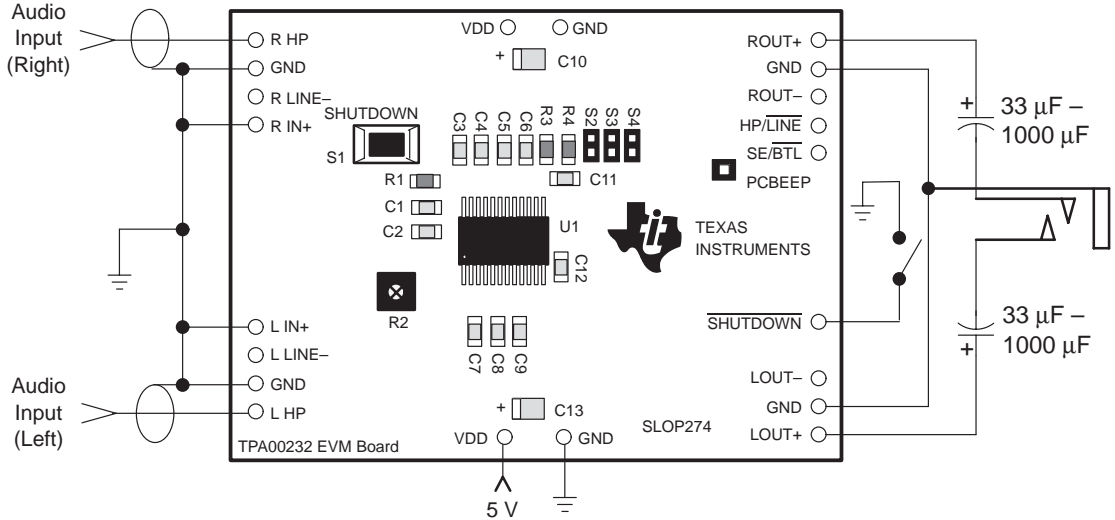 Audio
Input
(Right)
R HP
GND
R LINE–
R IN+
SHUTDOWN
S1
VDD
GND
+
C10
C3
C4
C5
C6
R3
R4
S2
S3
S4
C11
R1
C1
C2
U1
C12
R2
C7
C8
C9
TEXAS
INSTRUMENTS
PCBEEP
ROUT+
GND
ROUT–
HP/LINE
SE/BTL
+
33 µF –
1000 µF
SHUTDOWN
33 µF –
1000 µF
+
L IN+
L LINE–
GND
L HP
Audio
Input
(Left)
+
C13
LOUT–
GND
LOUT+
TPA00232 EVM Board
VDD
GND
SLOP274
5 V